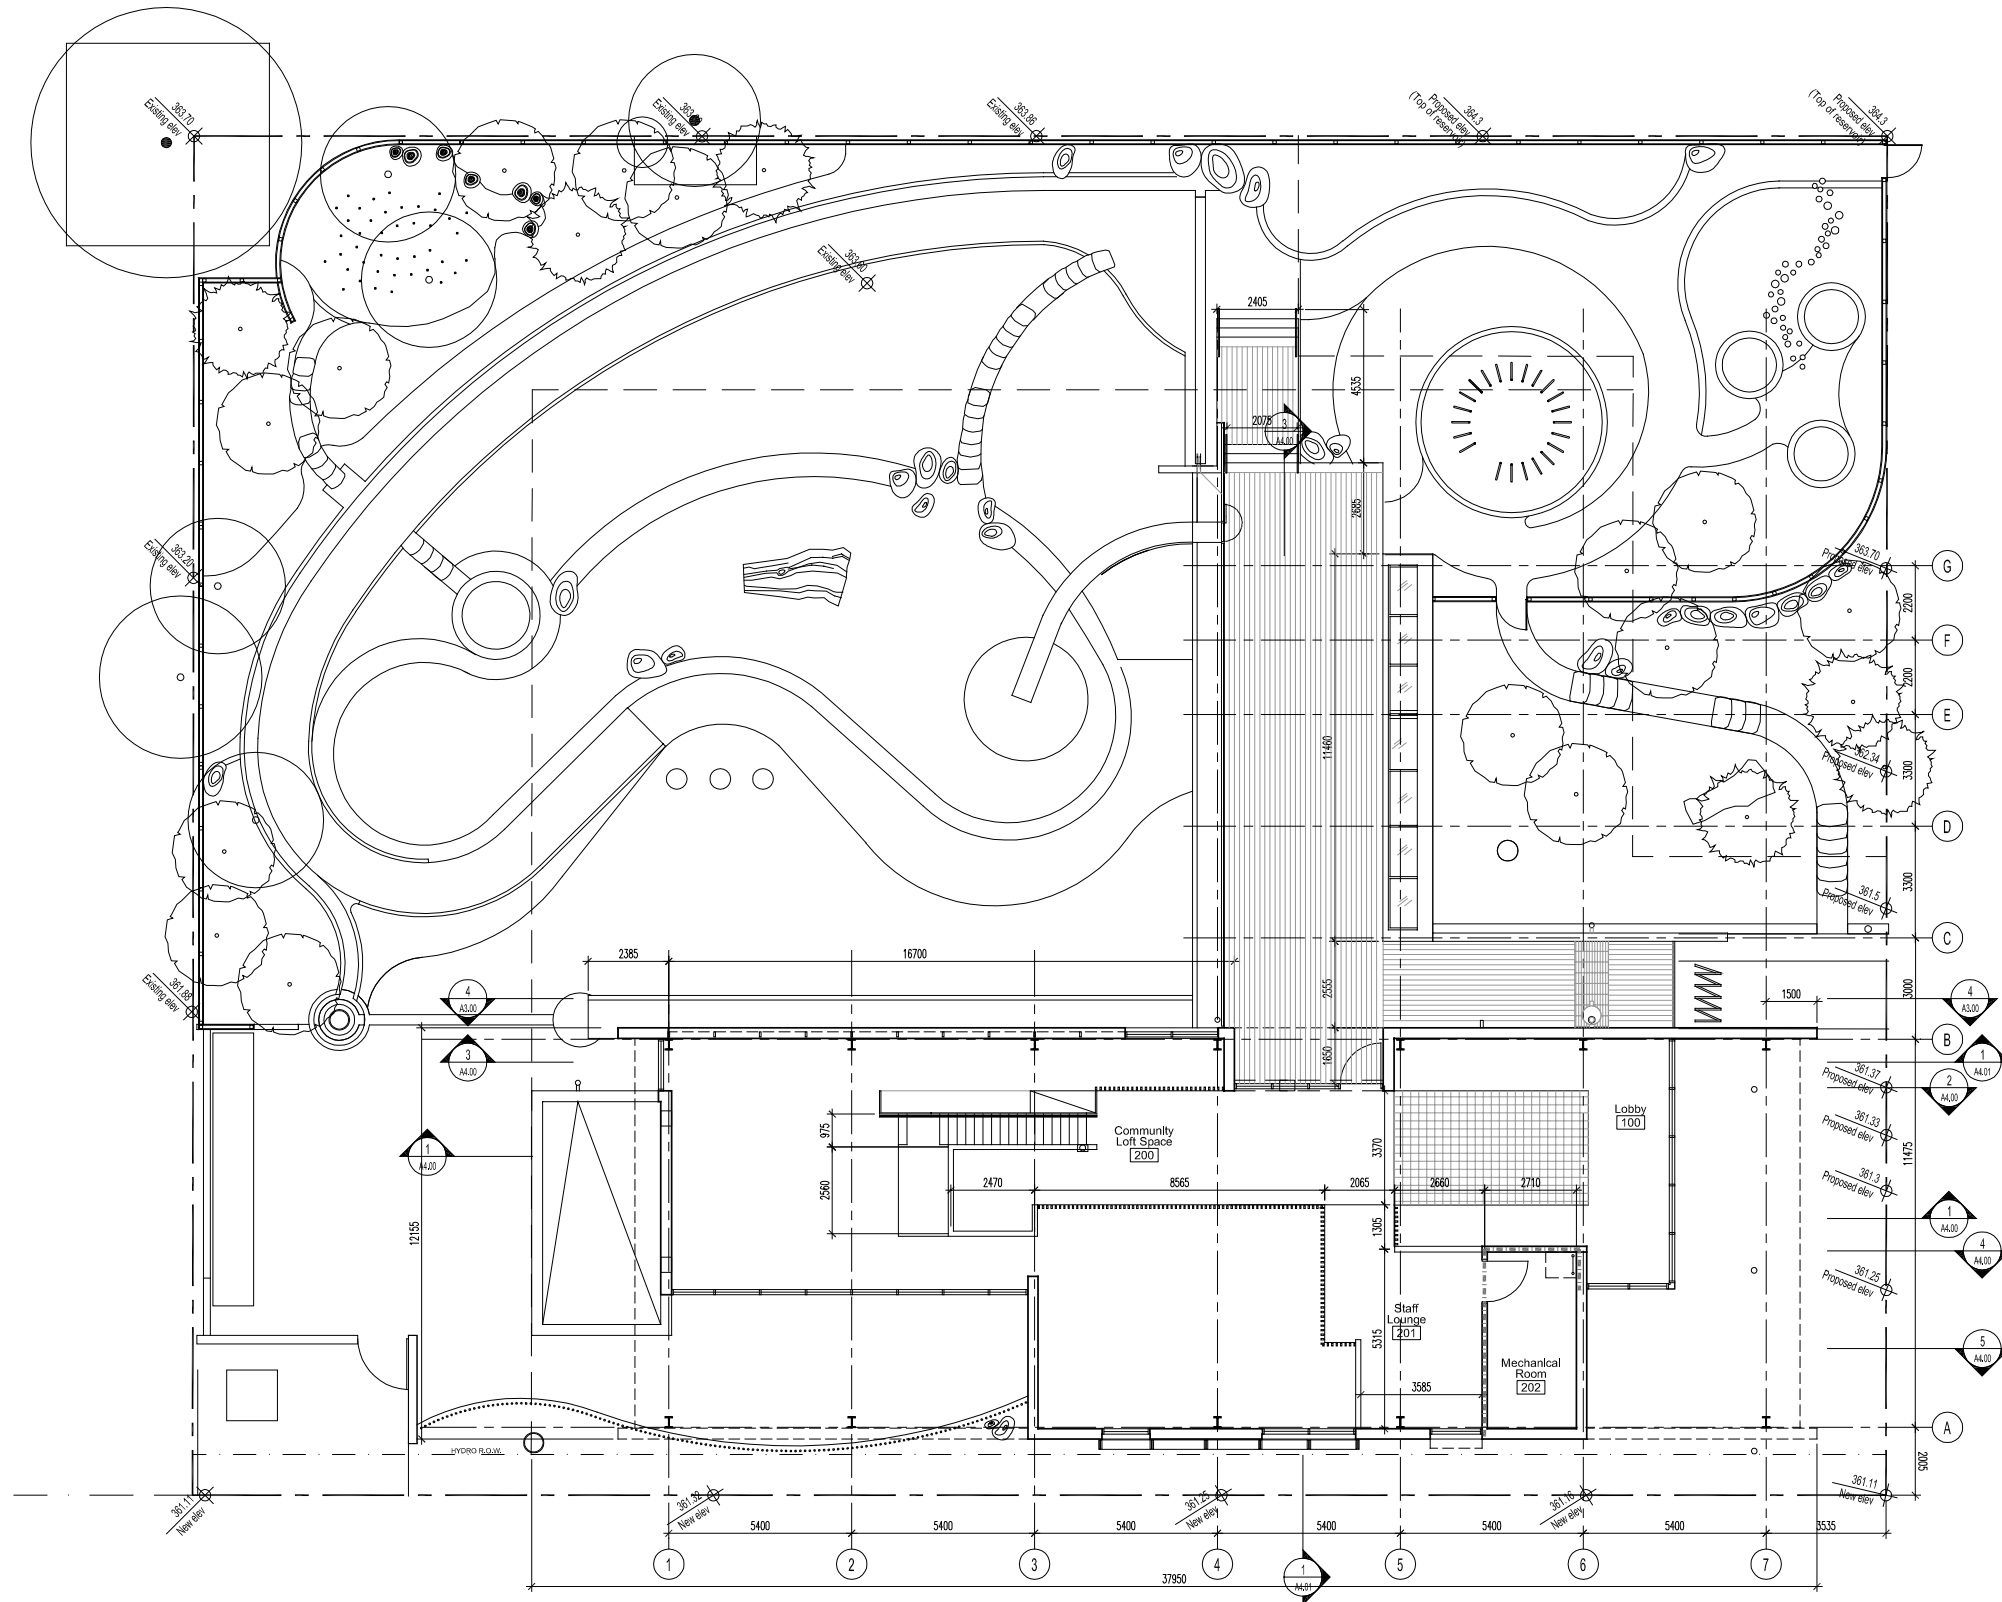 363.70
Existing elev
Existing elev
363.86
Existing elev
364.3
Proposed elev
(Top of reservoir)
364.3
Proposed elev
(Top of reservoir)
363.60
Existing elev
2405
4535
2075
3
A4.00
2685
363.20
Existing elev
363.70
Proposed elev
G
2200
F
2200
E
11460
362.34
Proposed elev
3300
D
361.5
Proposed elev
3300
C
2385
16700
361.88
Existing elev
4
A3.00
2555
1500
3000
4
A3.00
3
A4.00
1650
B
1
A4.01
361.37
Proposed elev
2
A4.00
975
Community
Loft Space
200
Lobby
100
361.33
Proposed elev
1
A4.00
3370
11475
2560
2470
8565
2065
2660
2710
361.3
Proposed elev
12155
1305
1
A4.00
4
A4.00
361.25
Proposed elev
Staff
Lounge
201
5315
5
A4.00
Mechanical
Room
202
3585
A
HYDRO R.O.W.
2005
361.11
New elev
361.32
New elev
361.25
New elev
361.16
New elev
361.11
New elev
5400
5400
5400
5400
5400
5400
3535
1
2
3
4
5
6
7
37950
1
A4.01